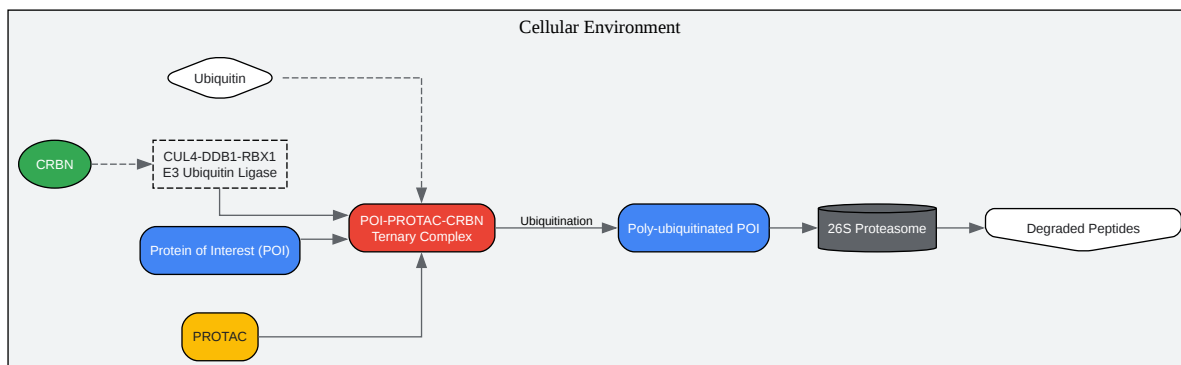 Cellular Environment
Ubiquitin
CRBN
CUL4-DDB1-RBX1
E3 Ubiquitin Ligase
Protein of Interest (POI)
PROTAC
POI-PROTAC-CRBN
Ternary Complex
Ubiquitination
Poly-ubiquitinated POI
26S Proteasome
Degraded Peptides